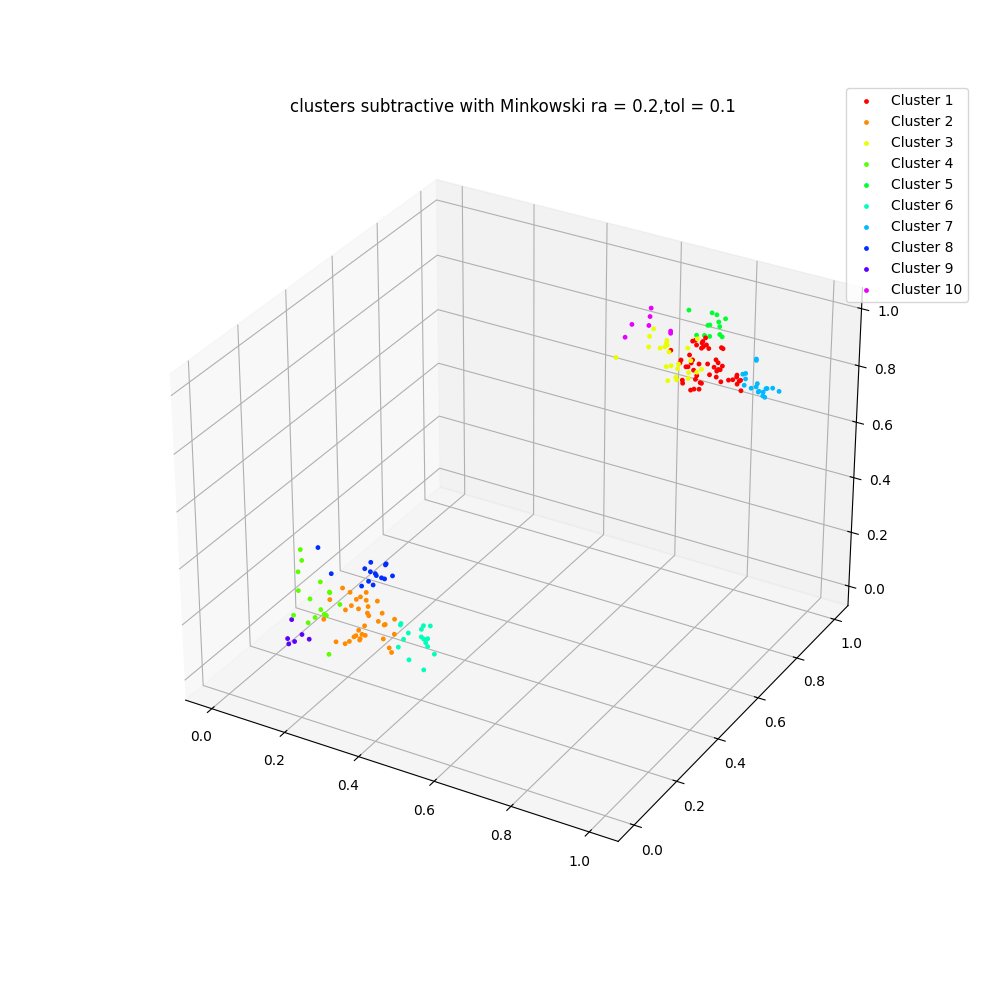 clusters subtractive with Minkowski ra = 0.2,tol = 0.1
Cluster 1
Cluster 2
Cluster 3
Cluster 4
Cluster 5
Cluster 6
Cluster 7
Cluster 8
Cluster 9
Cluster 10
1.0
0.8
0.6
0.4
0.2
0.0
1.0
0.8
0.6
0.4
0.2
0.0
0.0
0.2
0.4
0.6
0.8
1.0